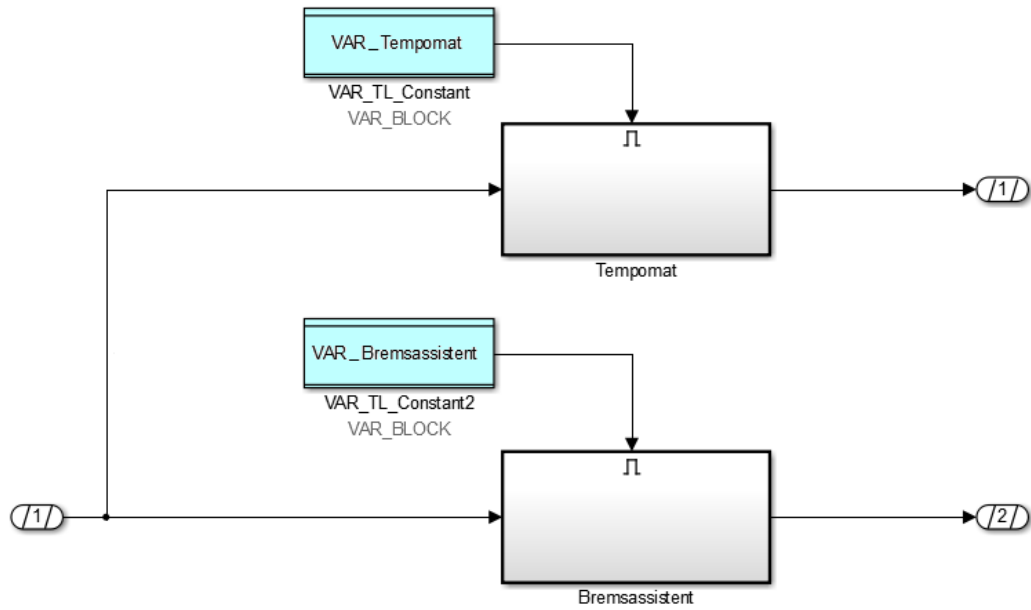 VAR_Tempomat
VAR_TL_Constant
VAR_BLOCK
/1/
Tempomat
VAR_Bremsassistent
VAR_TL_Constant2
VAR_BLOCK
/1/
/2/
Bremsassistent